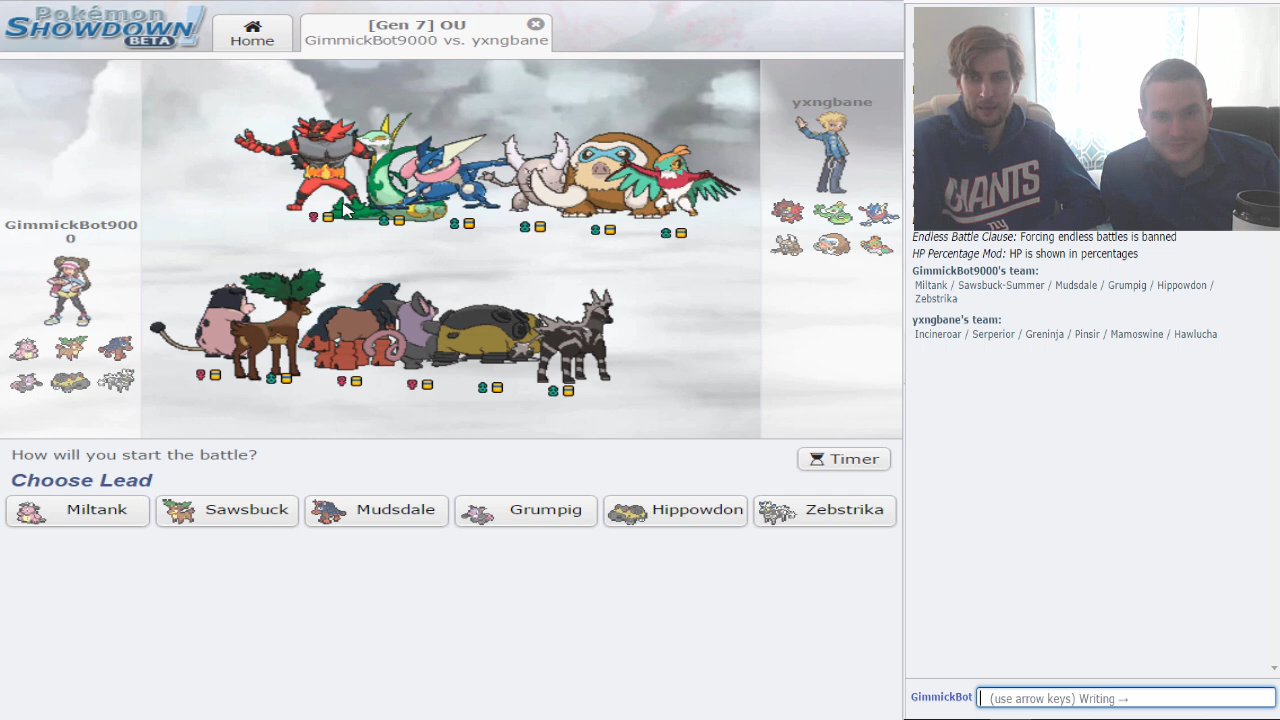 Pokémon
SHOWDOWN!
BETA
Home
[Gen 7] OU
GimmickBot9000 vs. yxngbane
yxngbane
GimmickBot900
0
GIANTS
NY
Endless Battle Clause: Forcing endless battles is banned
HP Percentage Mod: HP is shown in percentages
GimmickBot9000's team:
Miltank / Sawsbuck-Summer / Mudsdale / Grumpig / Hippowdon /
Zebstrika
yxngbane's team:
Incineroar / Serperior / Greninja / Pinsir / Mamoswine / Hawlucha
How will you start the battle?
Timer
Choose Lead
Miltank
Sawsbuck
Mudsdale
Grumpig
Hippowdon
Zebstrika
GimmickBot
(use arrow keys) Writing →